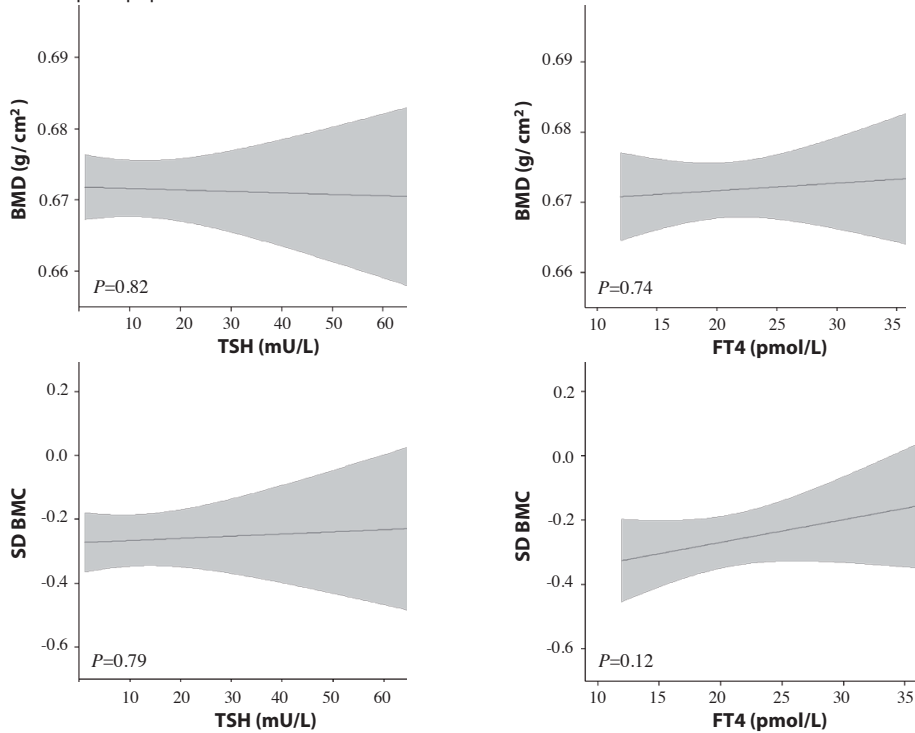 0.69
0.68
0.67
0.66
BMD (g/ cm²)
P=0.82
10 20 30 40 50 60
TSH (mU/L)
0.69
0.68
0.67
0.66
BMD (g/ cm²)
P=0.74
10 15 20 25 30 35
FT4 (pmol/L)
0.2
0.0
-0.2
-0.4
-0.6
SD BMC
P=0.79
10 20 30 40 50 60
TSH (mU/L)
0.2
0.0
-0.2
-0.4
-0.6
SD BMC
P=0.12
10 15 20 25 30 35
FT4 (pmol/L)